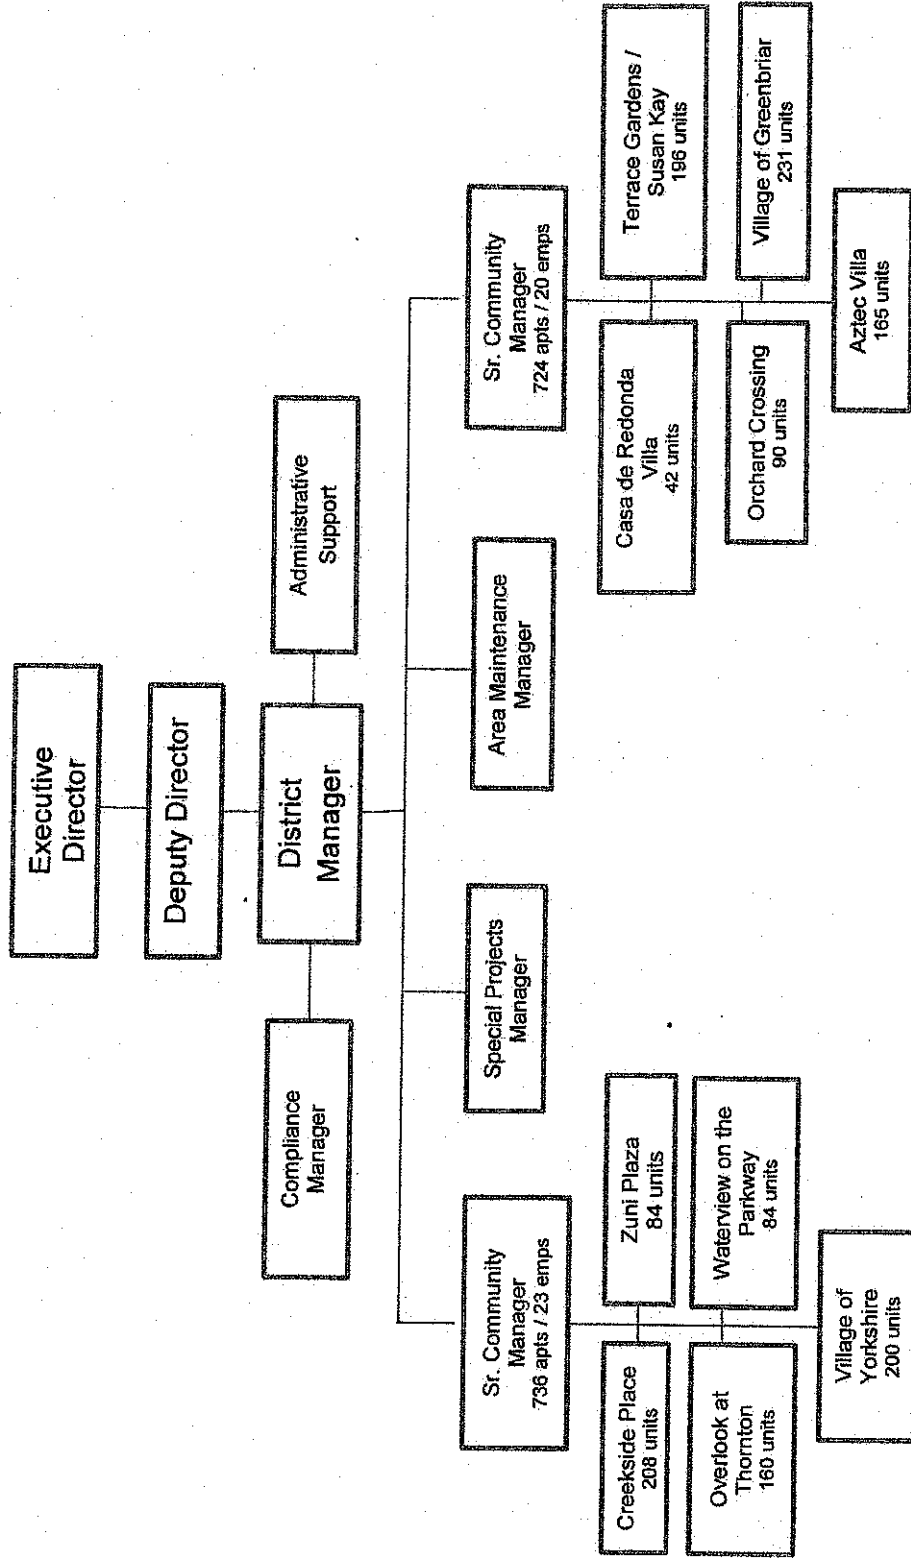 Executive
Director
Deputy Director
District
Manager
Compliance
Manager
Administrative
Support
Sr. Community
Manager
736 apts / 23 emps
Special Projects
Manager
Area Maintenance
Manager
Sr. Community
Manager
724 apts / 20 emps
Creekside Place
208 units
Zuni Plaza
84 units
Overlook at
Thornton
160 units
Waterview on the
Parkway
84 units
Village of
Yorkshire
200 units
Casa de Redonda
Villa
42 units
Terrace Gardens /
Susan Kay
196 units
Orchard Crossing
90 units
Village of Greenbriar
231 units
Aztec Villa
165 units